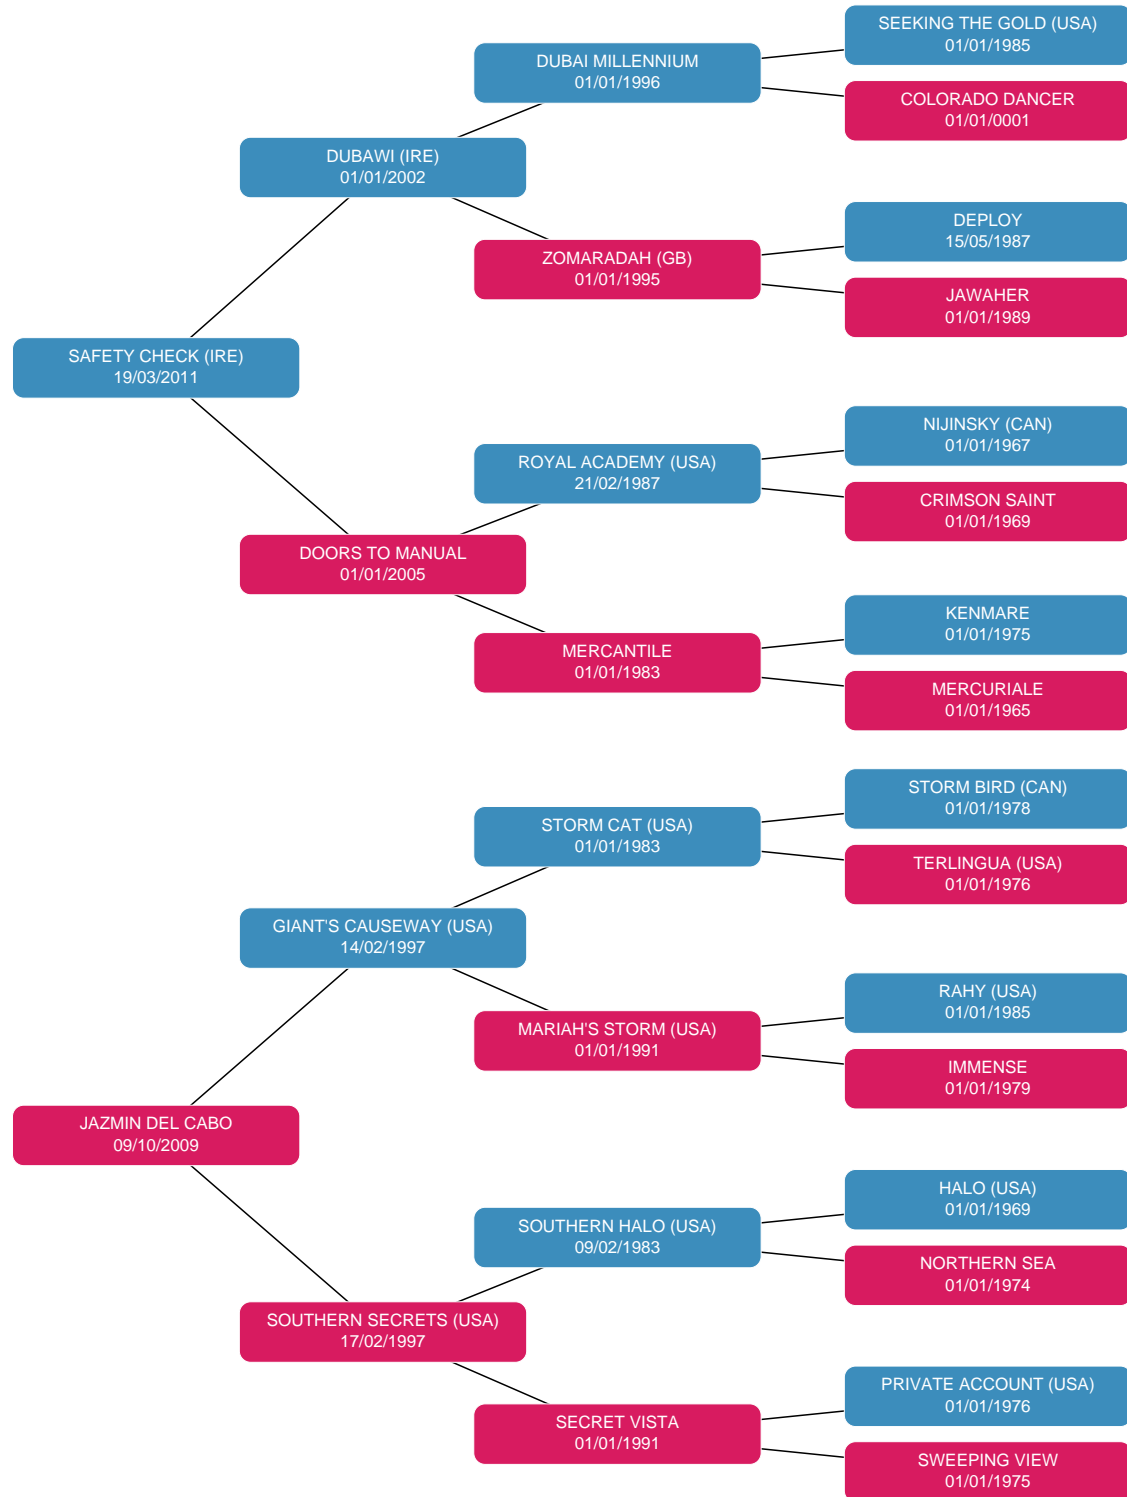 SEEKING THE GOLD (USA)
01/01/1985
DUBAI MILLENNIUM
01/01/1996
COLORADO DANCER
01/01/0001
DUBAWI (IRE)
01/01/2002
DEPLOY
15/05/1987
ZOMARADAH (GB)
01/01/1995
JAWAHER
01/01/1989
SAFETY CHECK (IRE)
19/03/2011
NIJINSKY (CAN)
01/01/1967
ROYAL ACADEMY (USA)
21/02/1987
CRIMSON SAINT
01/01/1969
DOORS TO MANUAL
01/01/2005
KENMARE
01/01/1975
MERCANTILE
01/01/1983
MERCURIALE
01/01/1965
STORM BIRD (CAN)
01/01/1978
STORM CAT (USA)
01/01/1983
TERLINGUA (USA)
01/01/1976
GIANT'S CAUSEWAY (USA)
14/02/1997
RAHY (USA)
01/01/1985
MARIAH'S STORM (USA)
01/01/1991
IMMENSE
01/01/1979
JAZMIN DEL CABO
09/10/2009
HALO (USA)
01/01/1969
SOUTHERN HALO (USA)
09/02/1983
NORTHERN SEA
01/01/1974
SOUTHERN SECRETS (USA)
17/02/1997
PRIVATE ACCOUNT (USA)
01/01/1976
SECRET VISTA
01/01/1991
SWEEPING VIEW
01/01/1975